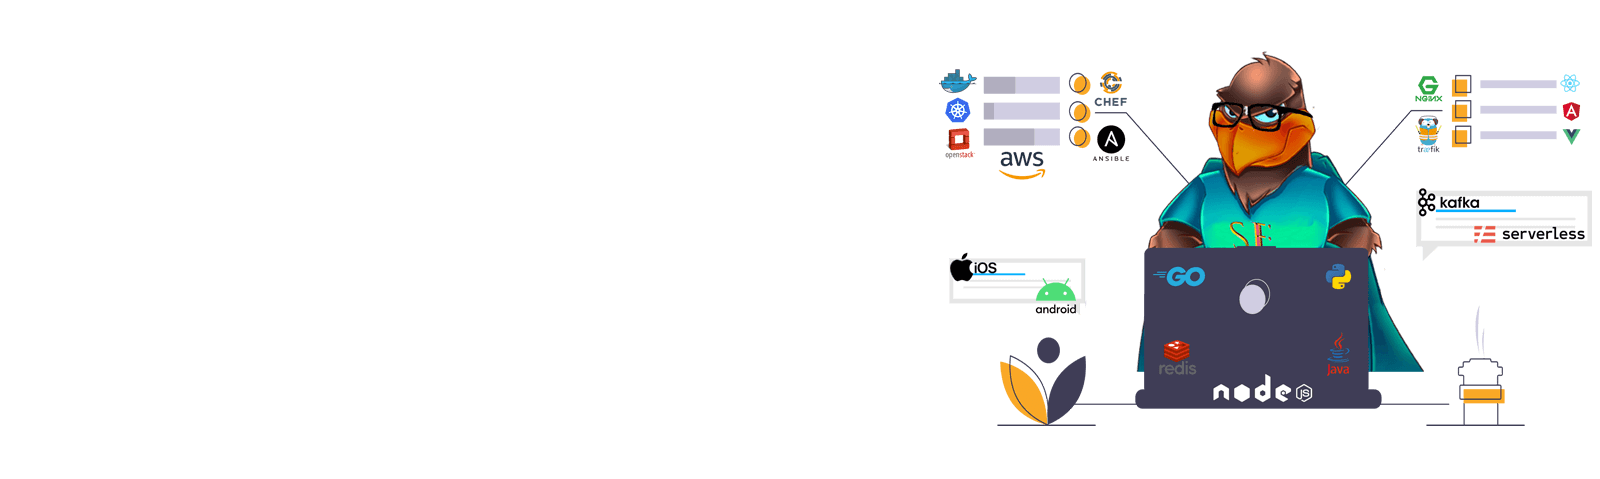 CHEF
openstack
aws
ANSIBLE
NGINX
træfik
kafka
serverless
SF
iOS
android
GO
redis
Java
node
JS